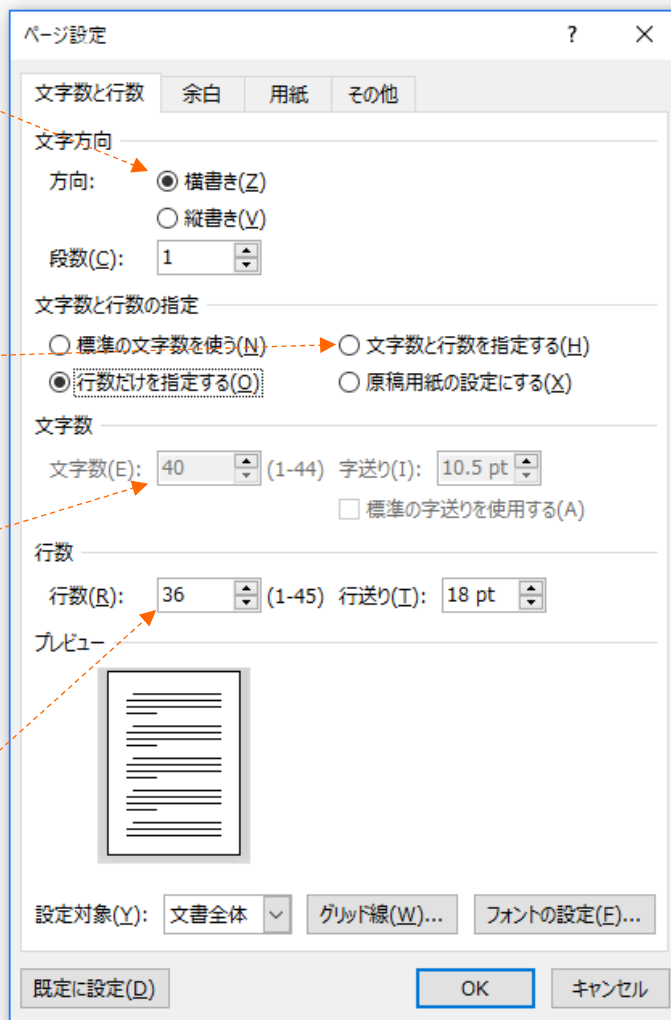 ページ設定 ?
文字数と行数 余白 用紙 その他
文字方向
方向: 横書き(Z)
縦書き(V)
段数(C): 1
文字数と行数の指定
標準の文字数を使う(N) 文字数と行数を指定する(H)
行数だけを指定する(O) 原稿用紙の設定にする(X)
文字数
文字数(E): 40 (1-44) 字送り(I): 10.5 pt
標準の字送りを使用する(A)
行数
行数(R): 36 (1-45) 行送り(T): 18 pt
プレビュー
設定対象(Y): 文書全体 グリッド線(W)... フォントの設定(F)...
既定に設定(D) OK キャンセル